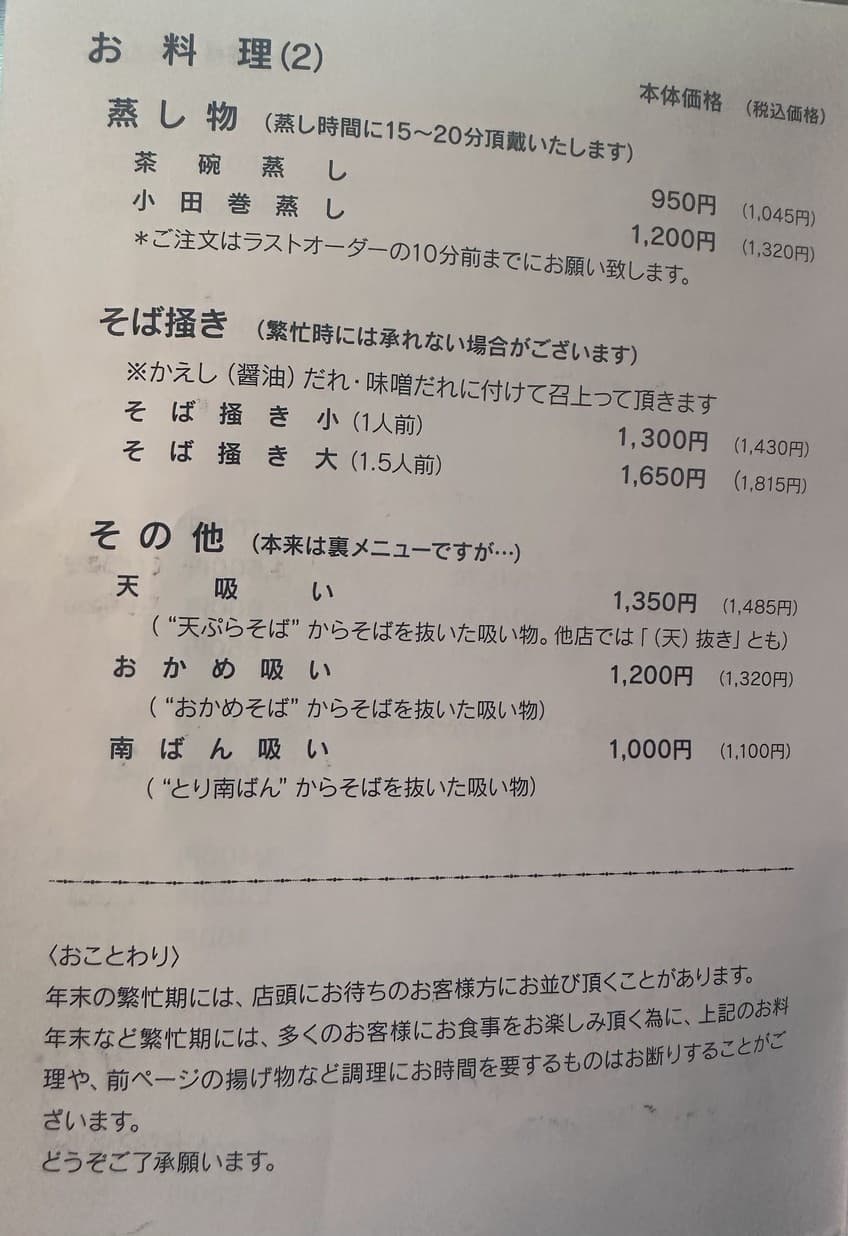 お料理(2)
本体価格 (税込価格)
蒸し物 (蒸し時間に15〜20分頂戴いたします)
茶碗蒸し 950円 (1,045円)
小田巻蒸し 1,200円 (1,320円)
*ご注文はラストオーダーの10分前までにお願い致します。
そば掻き (繁忙時には承れない場合がございます)
※かえし(醤油)だれ・味噌だれに付けて召上って頂きます
そば掻き小(1人前) 1,300円 (1,430円)
そば掻き大(1.5人前) 1,650円 (1,815円)
その他 (本来は裏メニューですが…)
天吸い 1,350円 (1,485円)
(“天ぷらそば”からそばを抜いた吸い物。他店では「(天)抜き」とも)
おかめ吸い 1,200円 (1,320円)
(“おかめそば”からそばを抜いた吸い物)
南ばん吸い 1,000円 (1,100円)
(“とり南ばん”からそばを抜いた吸い物)
〈おことわり〉
年末の繁忙期には、店頭にお待ちのお客様方にお並び頂くことがあります。
年末など繁忙期には、多くのお客様にお食事をお楽しみ頂く為に、上記のお料
理や、前ページの揚げ物など調理にお時間を要するものはお断りすることがご
ざいます。
どうぞご了承願います。